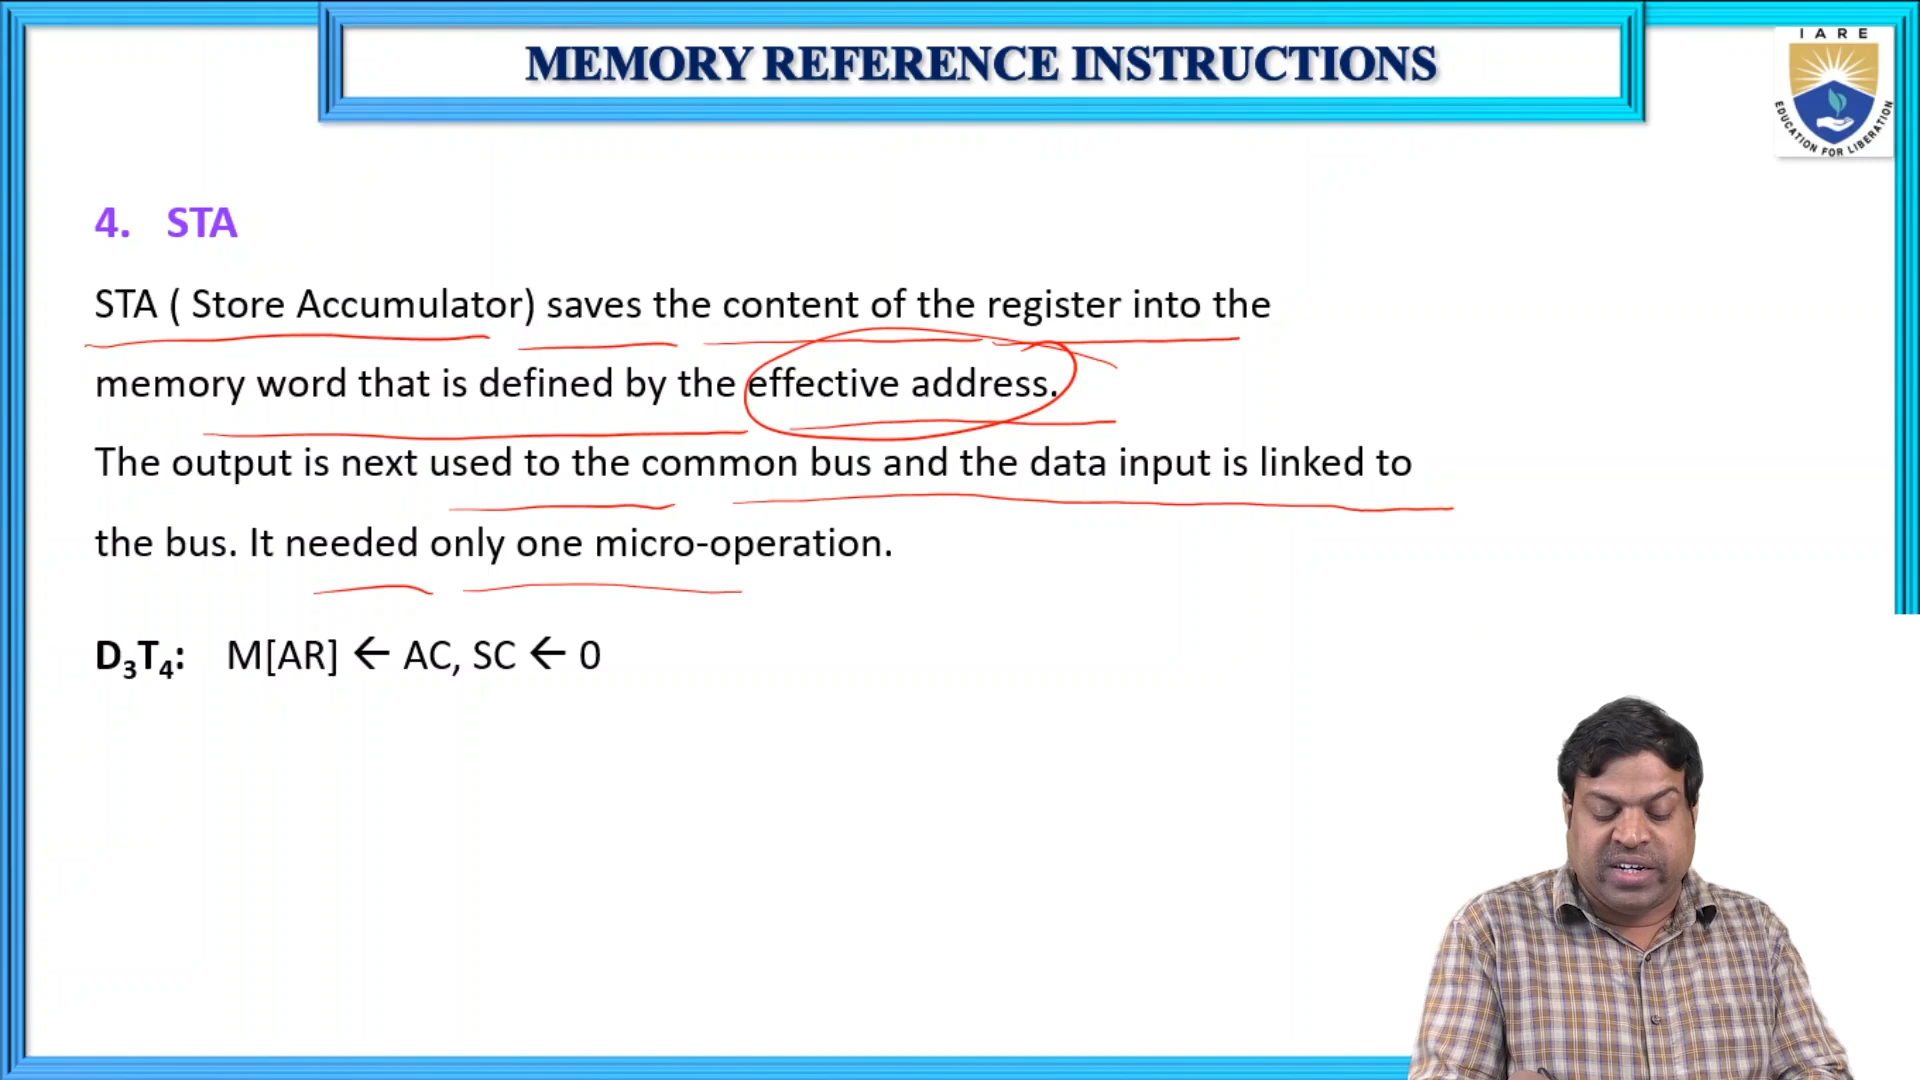 MEMORY REFERENCE INSTRUCTIONS
IARE
EDUCATION FOR LIBERATION
4. STA
STA ( Store Accumulator) saves the content of the register into the
memory word that is defined by the effective address.
The output is next used to the common bus and the data input is linked to
the bus. It needed only one micro-operation.
D₃T₄: M[AR] ← AC, SC ← 0